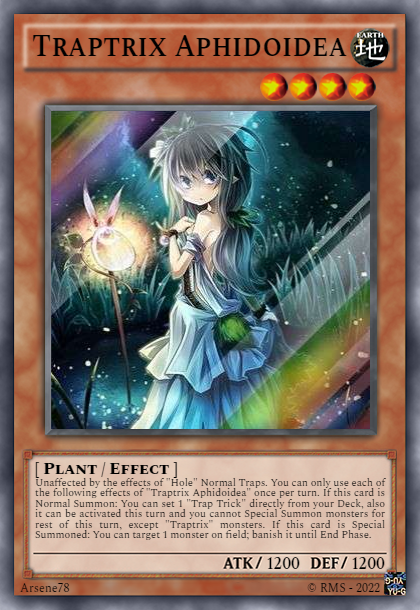 TRAPTRIX APHIDOIDEA
EARTH
地
[ PLANT / EFFECT ]
Unaffected by the effects of "Hole" Normal Traps. You can only use each of
the following effects of "Traptrix Aphidoidea" once per turn. If this card is
Normal Summon: You can set 1 "Trap Trick" directly from your Deck, also
it can be activated this turn and you cannot Special Summon monsters for
rest of this turn, except "Traptrix" monsters. If this card is Special
Summoned: You can target 1 monster on field; banish it until End Phase.
ATK / 1200 DEF / 1200
Arsene78
© RMS - 2022
YU-G